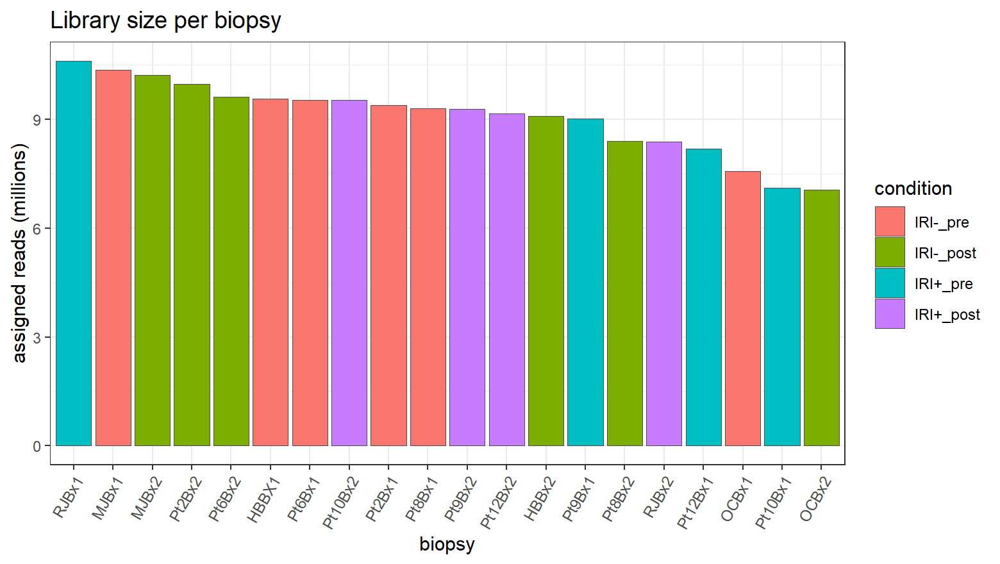 Library size per biopsy
assigned reads (millions)
9
6
3
0
RJBx1
MJBx1
MJBx2
Pt2Bx2
Pt6Bx2
HBBX1
Pt6Bx1
Pt10Bx2
Pt2Bx1
Pt8Bx1
Pt9Bx2
Pt12Bx2
HBBx2
Pt9Bx1
Pt8Bx2
RJBx2
Pt12Bx1
OCBx1
Pt10Bx1
OCBx2
biopsy
condition
IRI-_pre
IRI-_post
IRI+_pre
IRI+_post